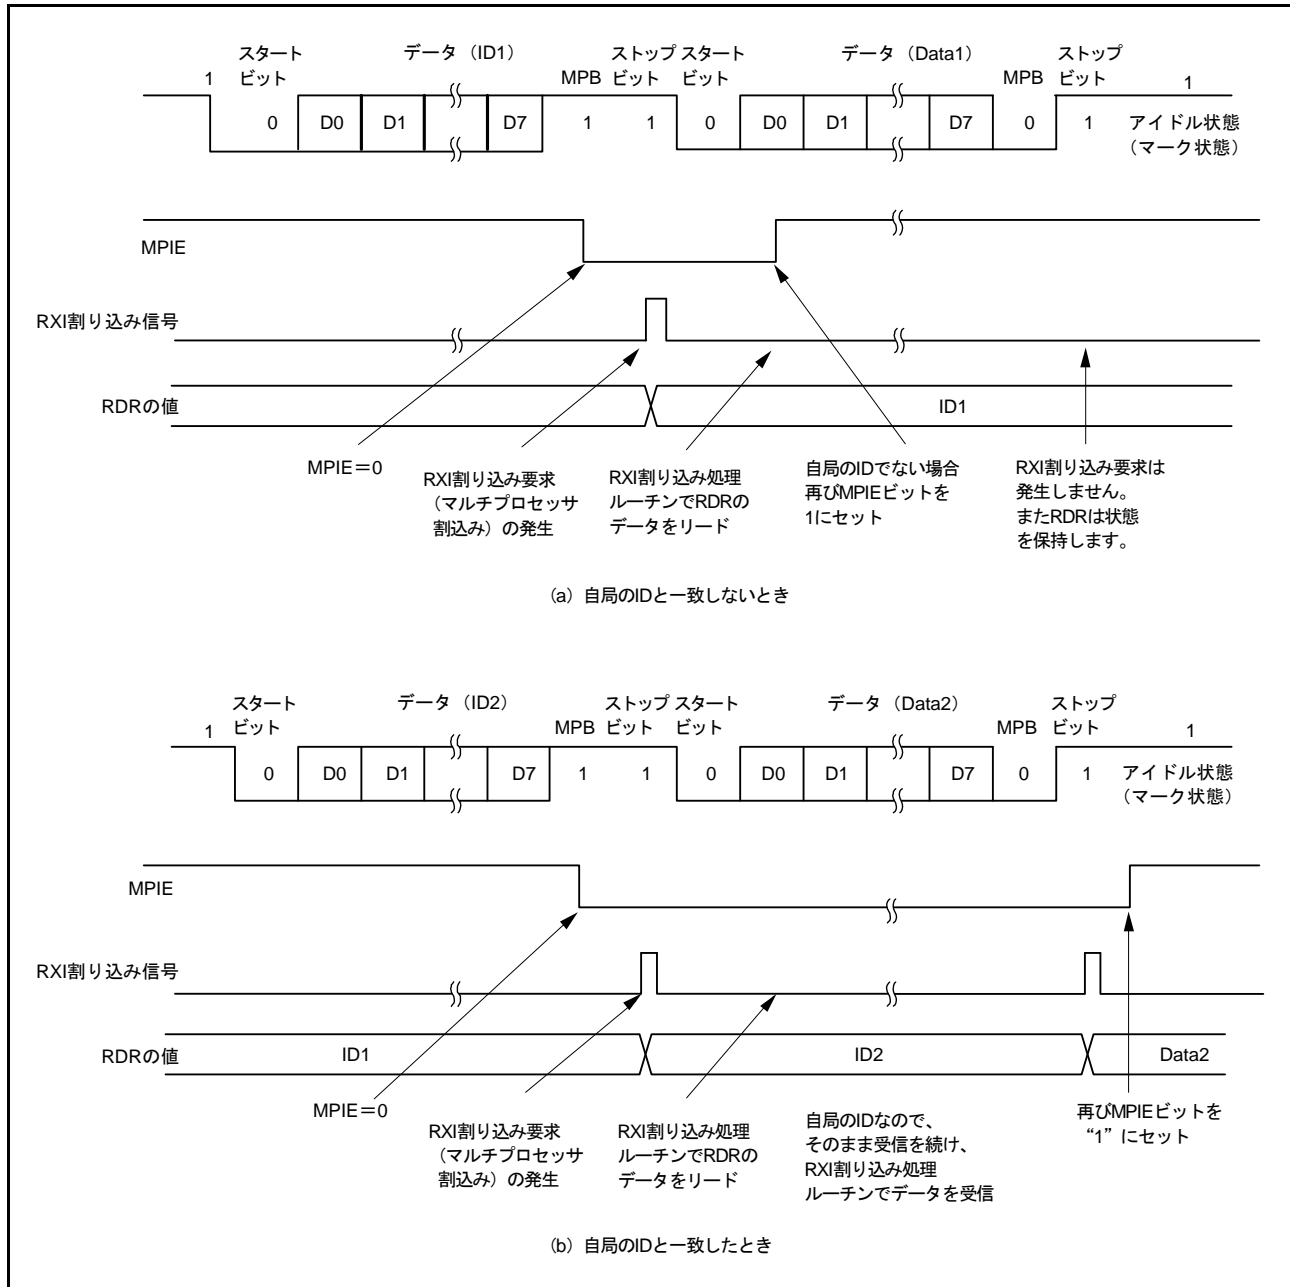 スタート
ビット
データ（ID1）
ストップ
ビット
スタート
ビット
データ（Data1）
ストップ
ビット
1
MPB
MPB
1
0
D0
D1
D7
1
1
0
D0
D1
D7
0
1
アイドル状態
（マーク状態）
MPIE
RXI割り込み信号
RDRの値
ID1
MPIE＝0
RXI割り込み要求
（マルチプロセッサ
割込み）の発生
RXI割り込み処理
ルーチンでRDRの
データをリード
自局のIDでない場合
再びMPIEビットを
1にセット
RXI割り込み要求は
発生しません。
またRDRは状態
を保持します。
（a）自局のIDと一致しないとき
スタート
ビット
データ（ID2）
ストップ
ビット
スタート
ビット
データ（Data2）
ストップ
ビット
1
MPB
MPB
1
0
D0
D1
D7
1
1
0
D0
D1
D7
0
1
アイドル状態
（マーク状態）
MPIE
RXI割り込み信号
RDRの値
ID1
ID2
Data2
MPIE＝0
RXI割り込み要求
（マルチプロセッサ
割込み）の発生
RXI割り込み処理
ルーチンでRDRの
データをリード
自局のIDなので、
そのまま受信を続け、
RXI割り込み処理
ルーチンでデータを受信
再びMPIEビットを
“1”にセット
（b）自局のIDと一致したとき